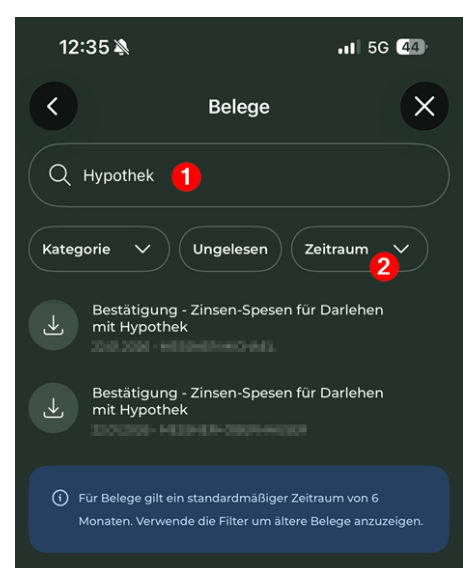 12:35
5G 44
Belege
Hypothek 1
Kategorie Ungelesen Zeitraum
2
Bestätigung - Zinsen-Spesen für Darlehen
mit Hypothek
Bestätigung - Zinsen-Spesen für Darlehen
mit Hypothek
Für Belege gilt ein standardmäßiger Zeitraum von 6
Monaten. Verwende die Filter um ältere Belege anzuzeigen.